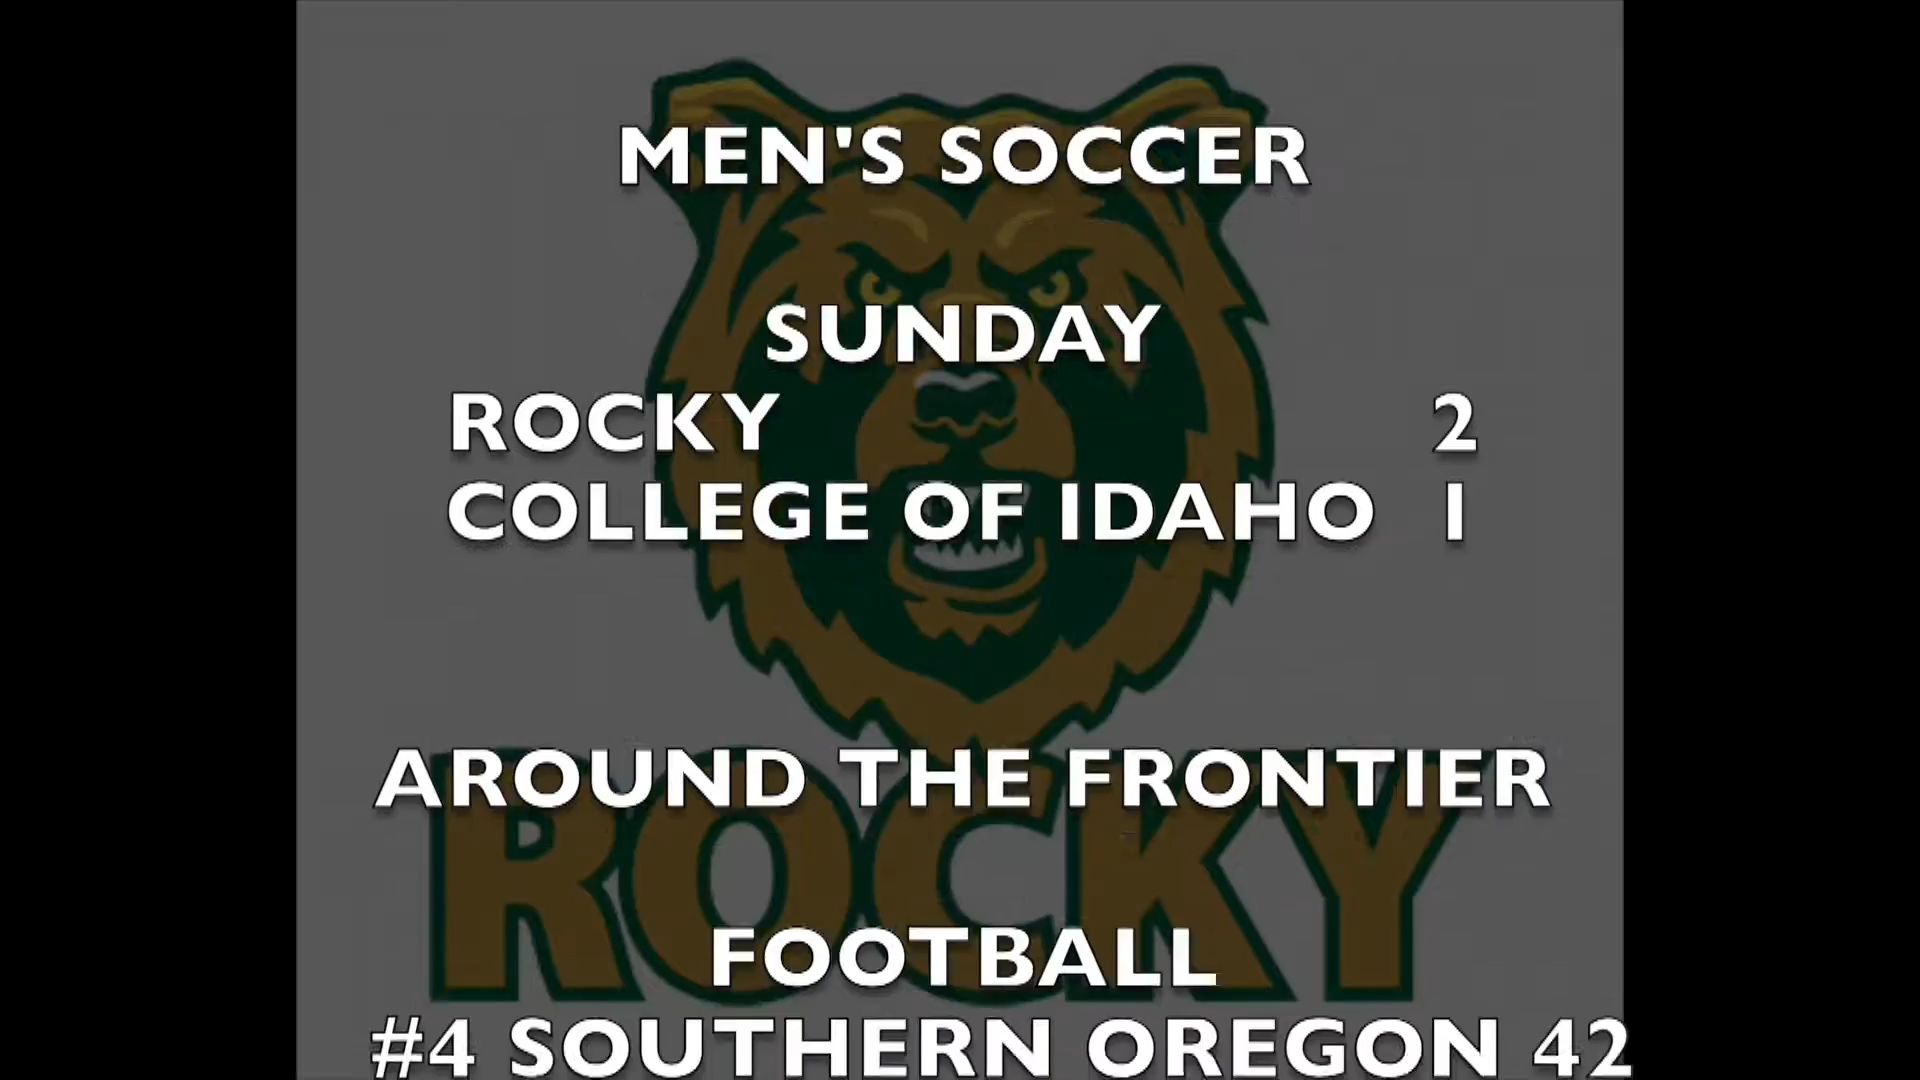 MEN'S SOCCER
SUNDAY
ROCKY 2
COLLEGE OF IDAHO 1
AROUND THE FRONTIER
ROCKY
FOOTBALL
#4 SOUTHERN OREGON 42